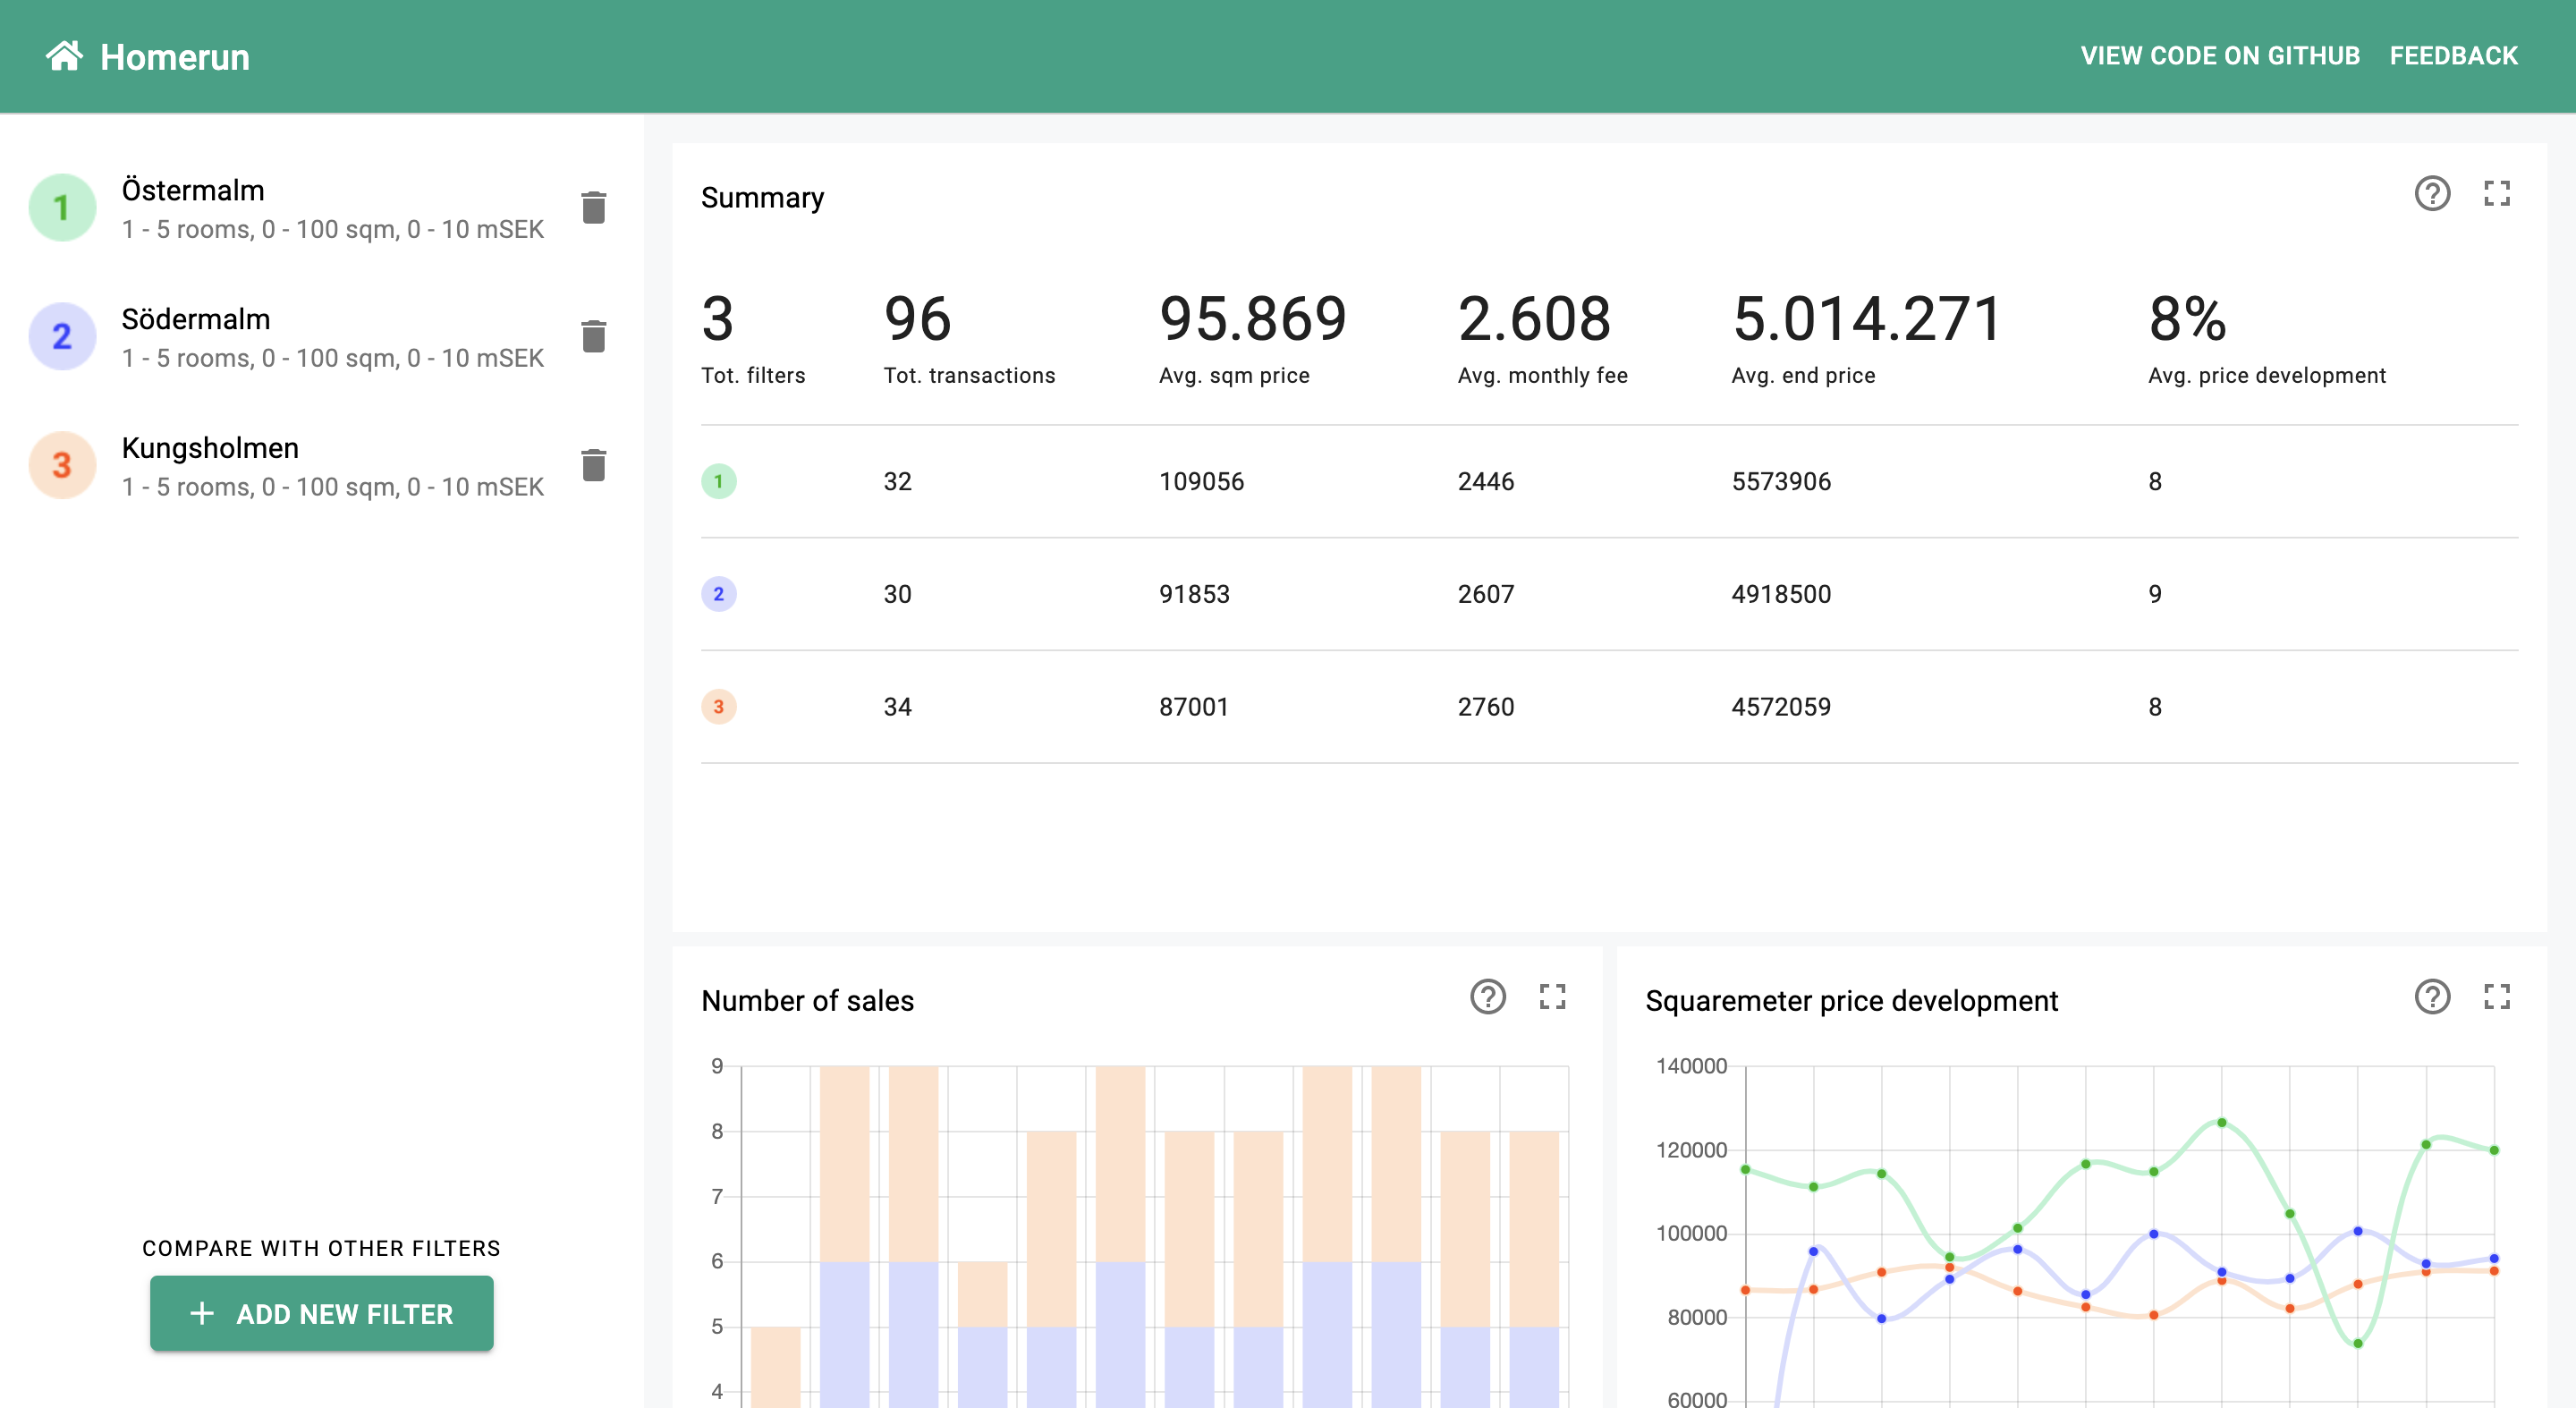 Homerun
VIEW CODE ON GITHUB FEEDBACK
1 Östermalm
1 - 5 rooms, 0 - 100 sqm, 0 - 10 mSEK
2 Södermalm
1 - 5 rooms, 0 - 100 sqm, 0 - 10 mSEK
3 Kungsholmen
1 - 5 rooms, 0 - 100 sqm, 0 - 10 mSEK
COMPARE WITH OTHER FILTERS
+ ADD NEW FILTER
Summary
3 96 95.869 2.608 5.014.271 8%
Tot. filters Tot. transactions Avg. sqm price Avg. monthly fee Avg. end price Avg. price development
1 32 109056 2446 5573906 8
2 30 91853 2607 4918500 9
3 34 87001 2760 4572059 8
Number of sales
9
8
7
6
5
4
Squaremeter price development
140000
120000
100000
80000
60000